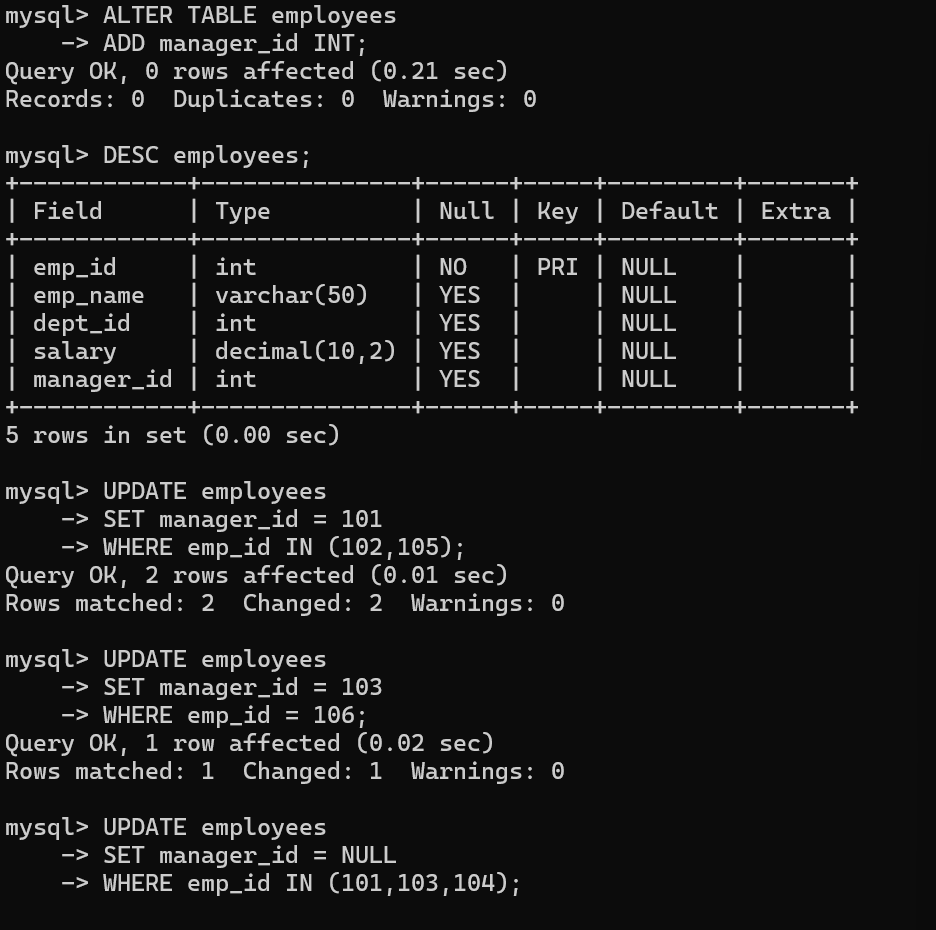 mysql> ALTER TABLE employees
    -> ADD manager_id INT;
Query OK, 0 rows affected (0.21 sec)
Records: 0  Duplicates: 0  Warnings: 0

mysql> DESC employees;
+------------+---------------+------+-----+---------+-------+
| Field      | Type          | Null | Key | Default | Extra |
+------------+---------------+------+-----+---------+-------+
| emp_id     | int           | NO   | PRI | NULL    |       |
| emp_name   | varchar(50)   | YES  |     | NULL    |       |
| dept_id    | int           | YES  |     | NULL    |       |
| salary     | decimal(10,2) | YES  |     | NULL    |       |
| manager_id | int           | YES  |     | NULL    |       |
+------------+---------------+------+-----+---------+-------+
5 rows in set (0.00 sec)

mysql> UPDATE employees
    -> SET manager_id = 101
    -> WHERE emp_id IN (102,105);
Query OK, 2 rows affected (0.01 sec)
Rows matched: 2  Changed: 2  Warnings: 0

mysql> UPDATE employees
    -> SET manager_id = 103
    -> WHERE emp_id = 106;
Query OK, 1 row affected (0.02 sec)
Rows matched: 1  Changed: 1  Warnings: 0

mysql> UPDATE employees
    -> SET manager_id = NULL
    -> WHERE emp_id IN (101,103,104);